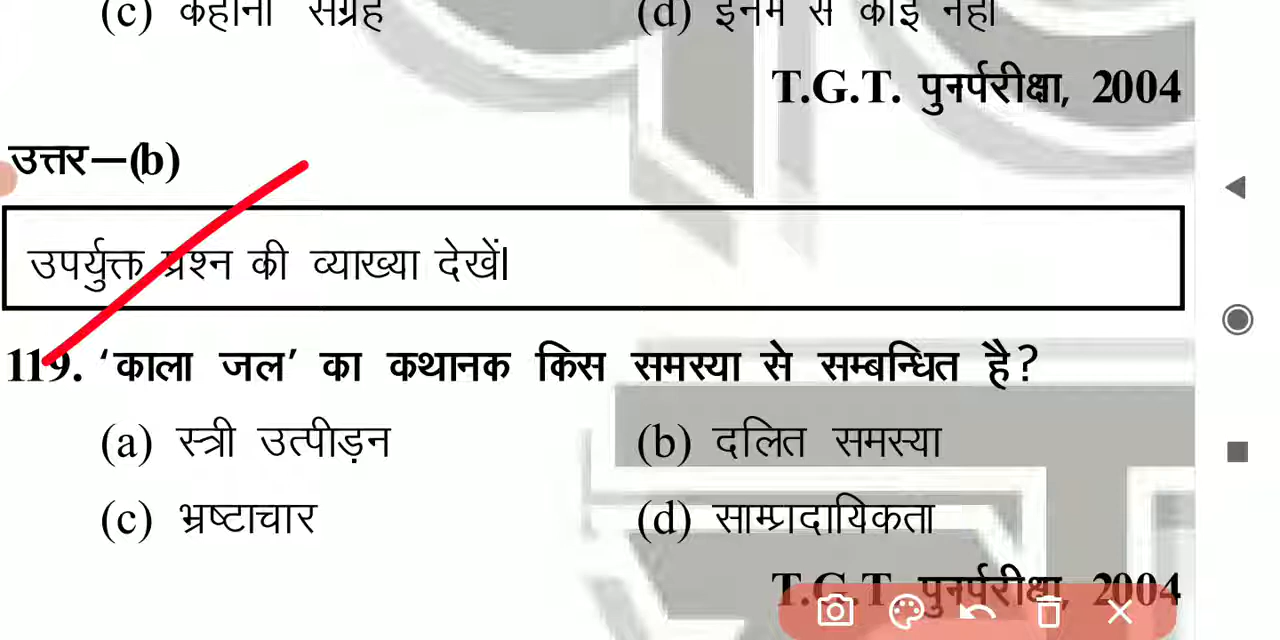 (c) कहानी संग्रह (d) इनमें से कोई नहीं
T.G.T. पुनर्परीक्षा, 2004
उत्तर–(b)
उपर्युक्त प्रश्न की व्याख्या देखें।
119. ‘काला जल’ का कथानक किस समस्या से सम्बन्धित है?
(a) स्त्री उत्पीड़न (b) दलित समस्या
(c) भ्रष्टाचार (d) साम्प्रदायिकता
T.G.T. पुनर्परीक्षा, 2004